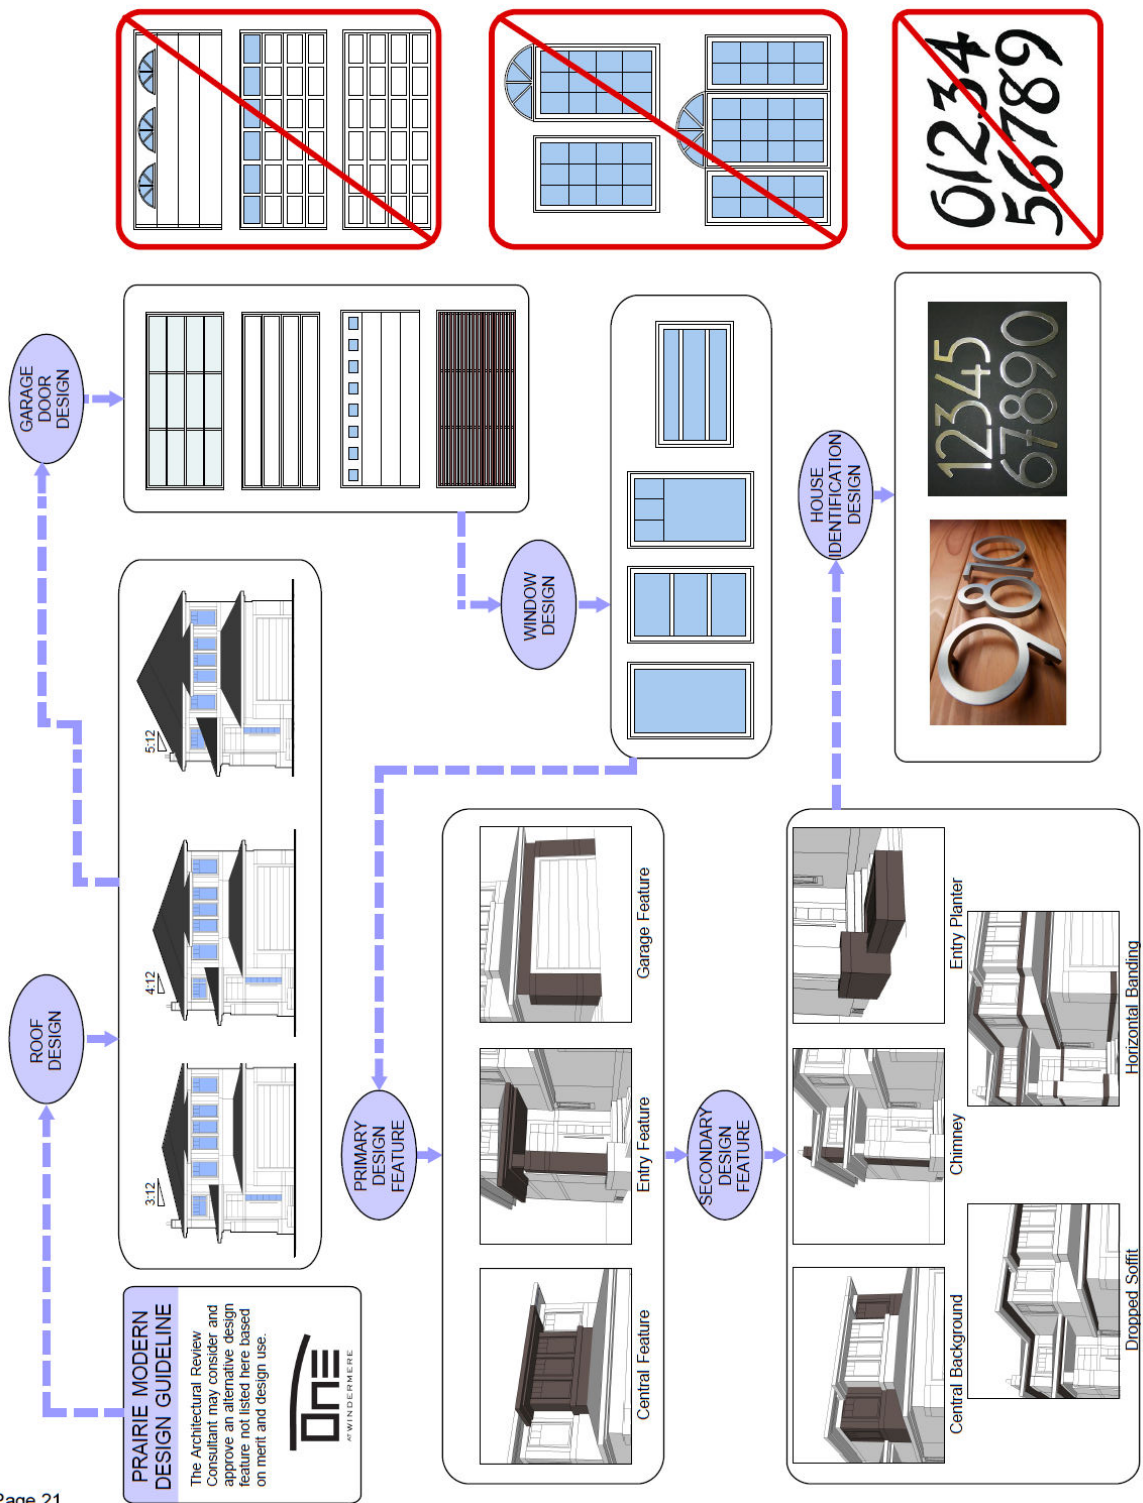 PRAIRIE MODERN
DESIGN GUIDELINE
The Architectural Review
Consultant may consider and
approve an alternative design
feature not listed here based
on merit and design use.
ONE
AT WINDERMERE
ROOF
DESIGN
3:12
4:12
5:12
GARAGE
DOOR
DESIGN
WINDOW
DESIGN
PRIMARY
DESIGN
FEATURE
Central Feature
Entry Feature
Garage Feature
SECONDARY
DESIGN
FEATURE
Central Background
Chimney
Entry Planter
Dropped Soffit
Horizontal Banding
HOUSE
IDENTIFICATION
DESIGN
9870
12345
67890
01234
56789
Page 21